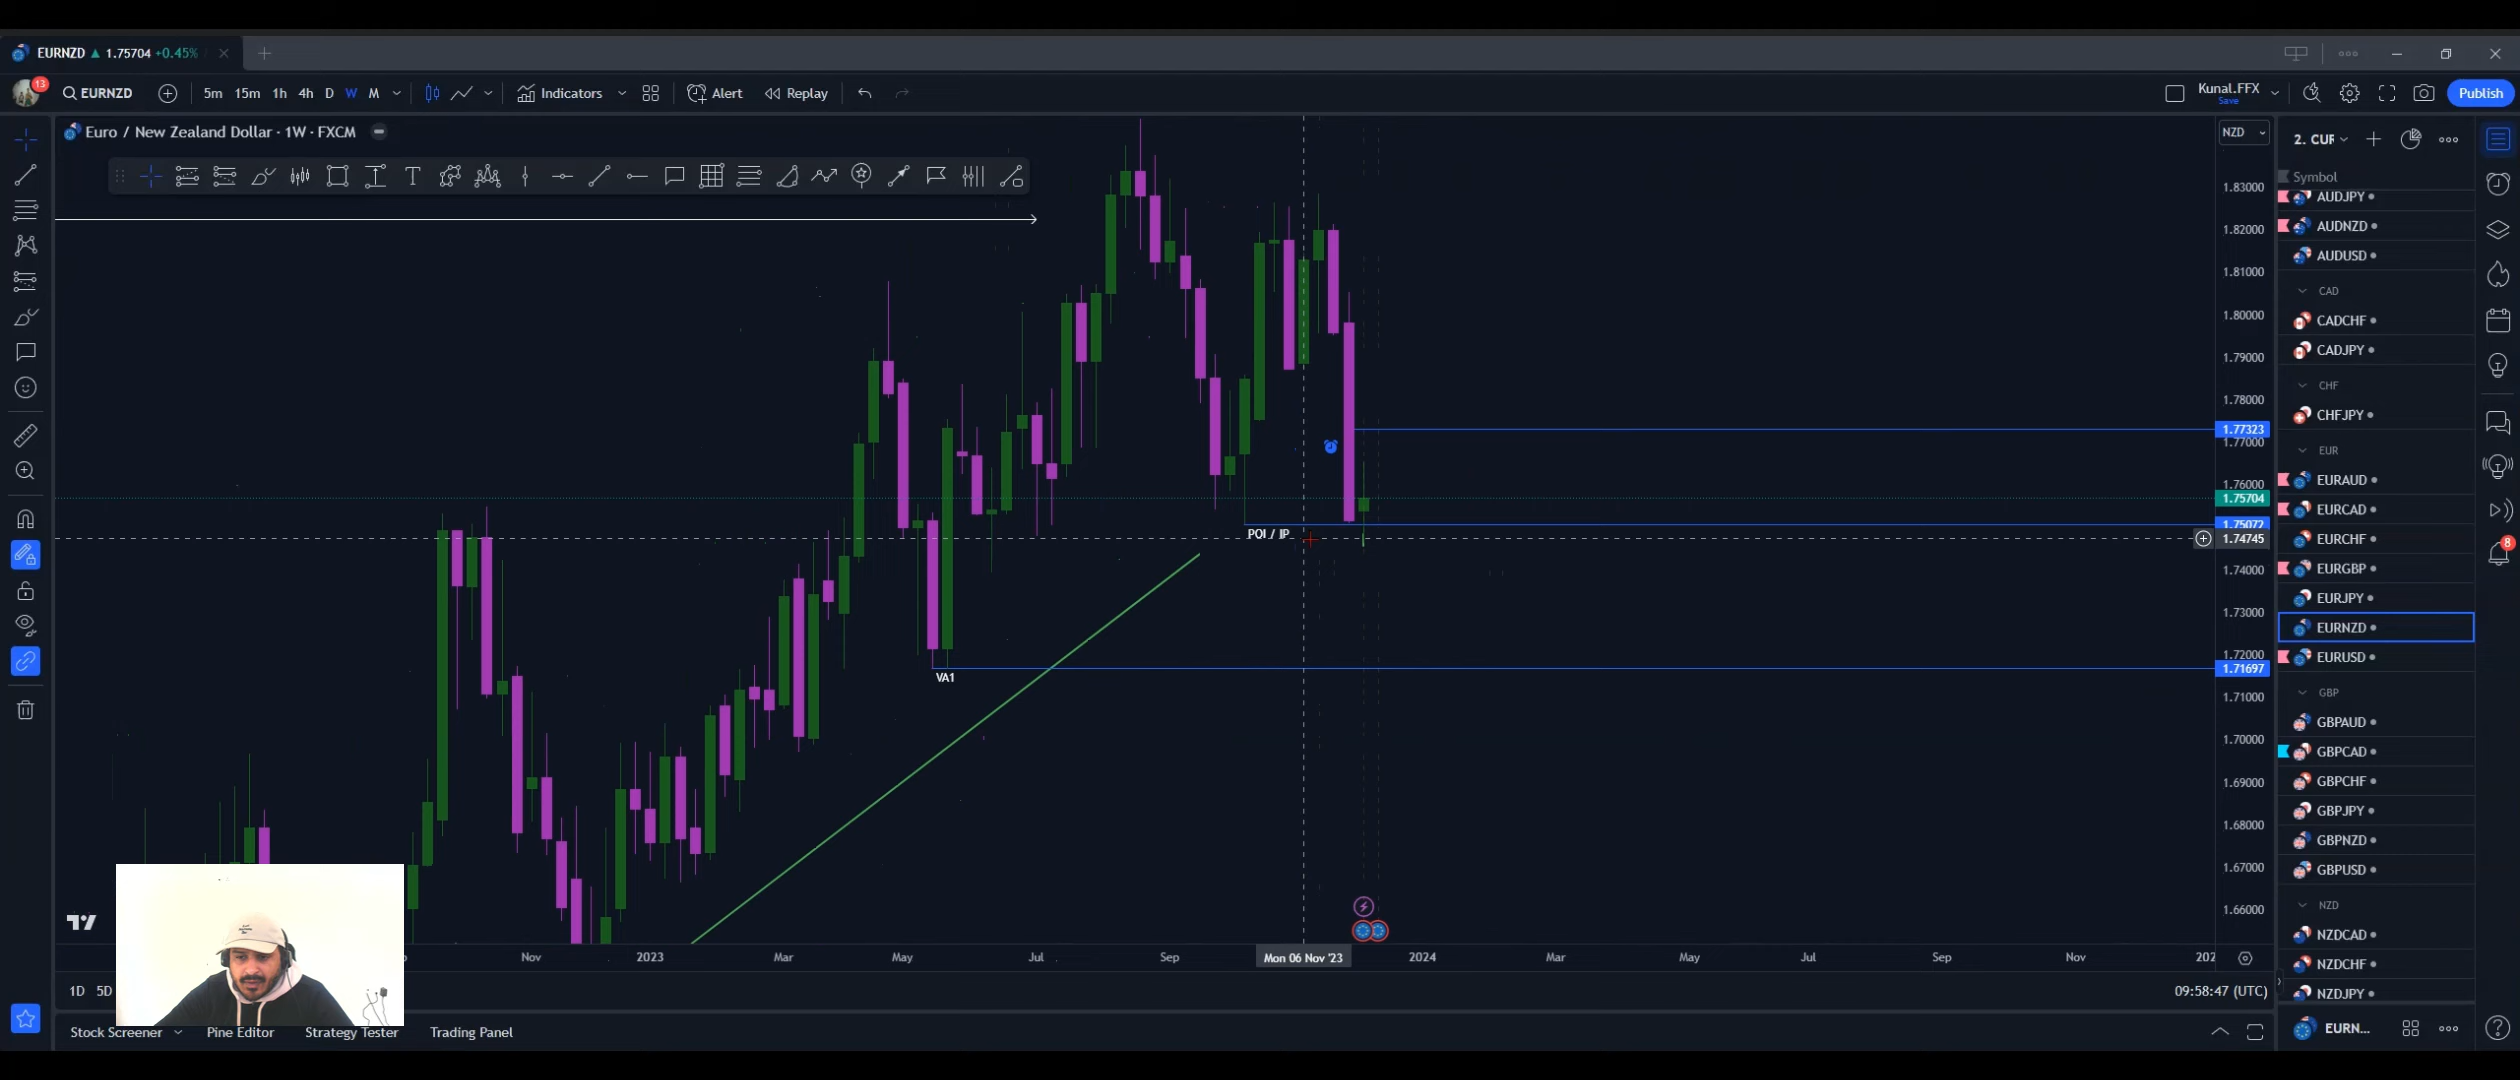 EURNZD ▲ 1.75704 +0.45%
13
EURNZD 5m 15m 1h 4h D W M Indicators Alert Replay Kunal.FFX Save Publish
Euro / New Zealand Dollar · 1W · FXCM
NZD
2. CUR
Symbol
1.83000
1.82000
1.81000
1.80000
1.79000
1.78000
1.77323
1.77000
1.76000
1.75704
1.75072
1.74745
1.74000
1.73000
1.72000
1.71697
1.71000
1.70000
1.69000
1.68000
1.67000
1.66000
POI / IP
VA1
AUDJPY
AUDNZD
AUDUSD
CAD
CADCHF
CADJPY
CHF
CHFJPY
EUR
EURAUD
EURCAD
EURCHF
EURGBP
EURJPY
EURNZD
EURUSD
GBP
GBPAUD
GBPCAD
GBPCHF
GBPJPY
GBPNZD
GBPUSD
NZD
NZDCAD
NZDCHF
NZDJPY
8
Nov 2023 Mar May Jul Sep Mon 06 Nov '23 2024 Mar May Jul Sep Nov 202
1D 5D
09:58:47 (UTC)
Stock Screener Pine Editor Strategy Tester Trading Panel
EURN...